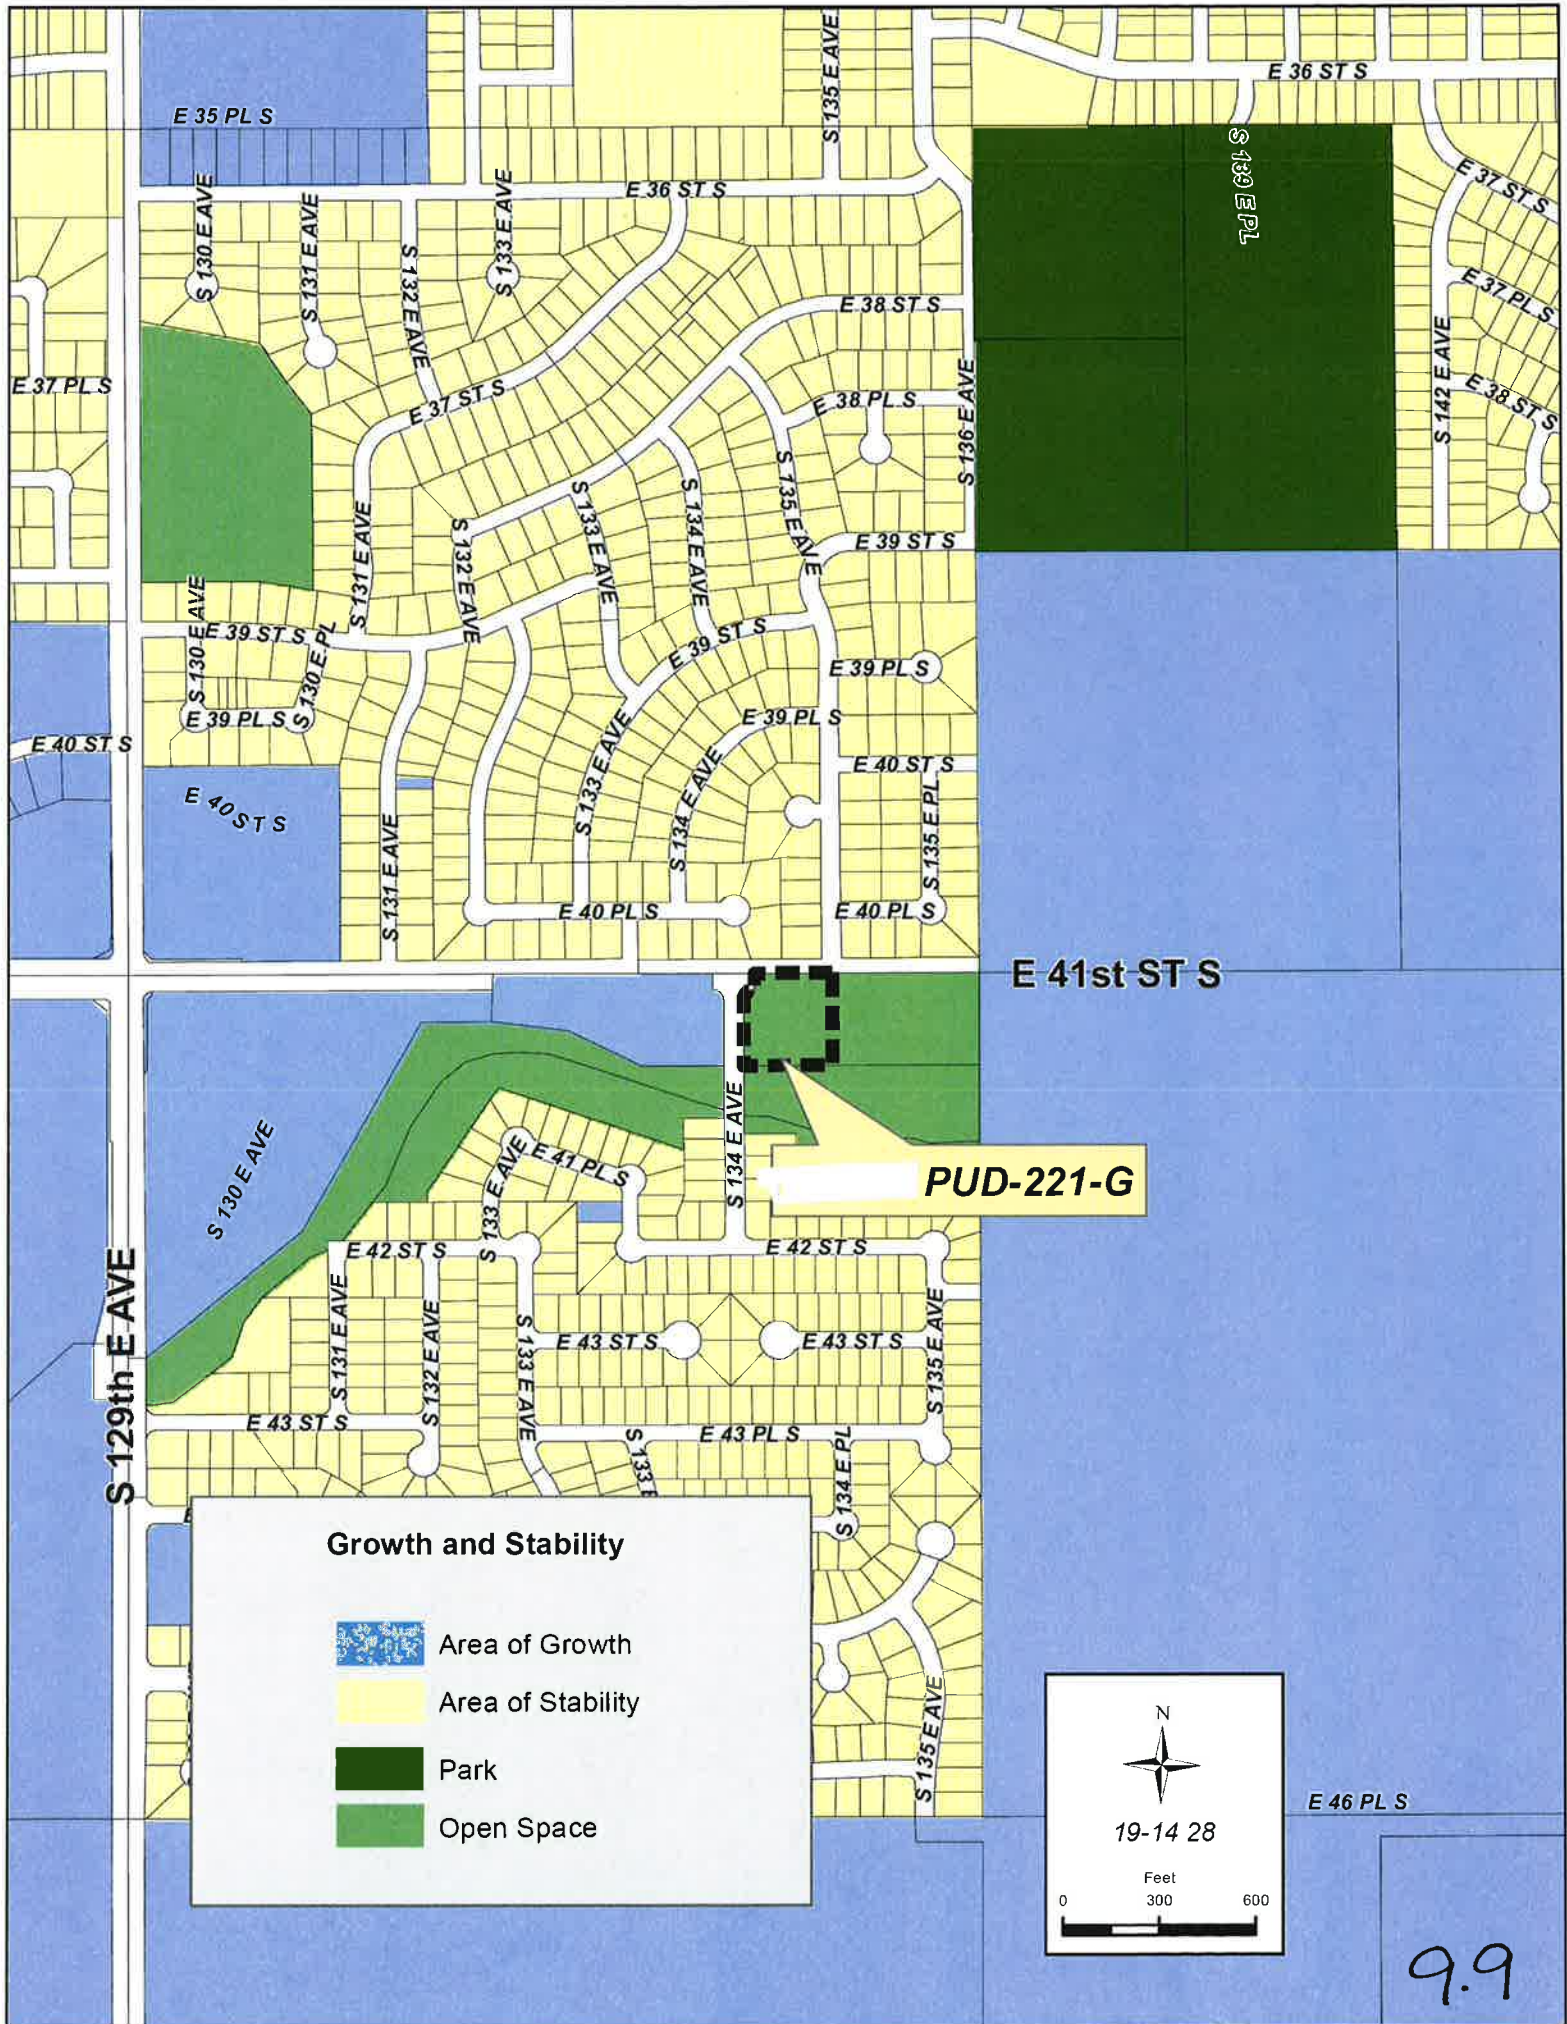 S 135 E AVE
E 36 ST S
E 35 PL S
S 139 E PL
E 37 ST S
E 36 ST S
S 130 E AVE
S 131 E AVE
S 132 E AVE
S 133 E AVE
E 37 PL S
E 38 ST S
E 37 PL S
E 37 ST S
E 38 PL S
S 136 E AVE
S 142 E AVE
E 38 ST S
S 131 E AVE
S 132 E AVE
S 133 E AVE
S 134 E AVE
S 135 E AVE
E 39 ST S
S 130 E AVE
E 39 ST S
S 130 E PL
E 39 ST S
E 39 PL S
E 39 PL S
E 39 PL S
E 40 ST S
S 133 E AVE
S 134 E AVE
E 40 ST S
E 40 ST S
S 131 E AVE
S 135 E PL
E 40 PL S
E 40 PL S
E 41st ST S
S 130 E AVE
S 133 E AVE
E 41 PL S
S 134 E AVE
PUD-221-G
E 42 ST S
E 42 ST S
S 129th E AVE
S 131 E AVE
S 132 E AVE
S 133 E AVE
E 43 ST S
E 43 ST S
S 135 E AVE
E 43 ST S
S 133 E
E 43 PL S
S 134 E PL
Growth and Stability
Area of Growth
Area of Stability
Park
Open Space
S 135 E AVE
N
19-14 28
Feet
0 300 600
E 46 PL S
9.9